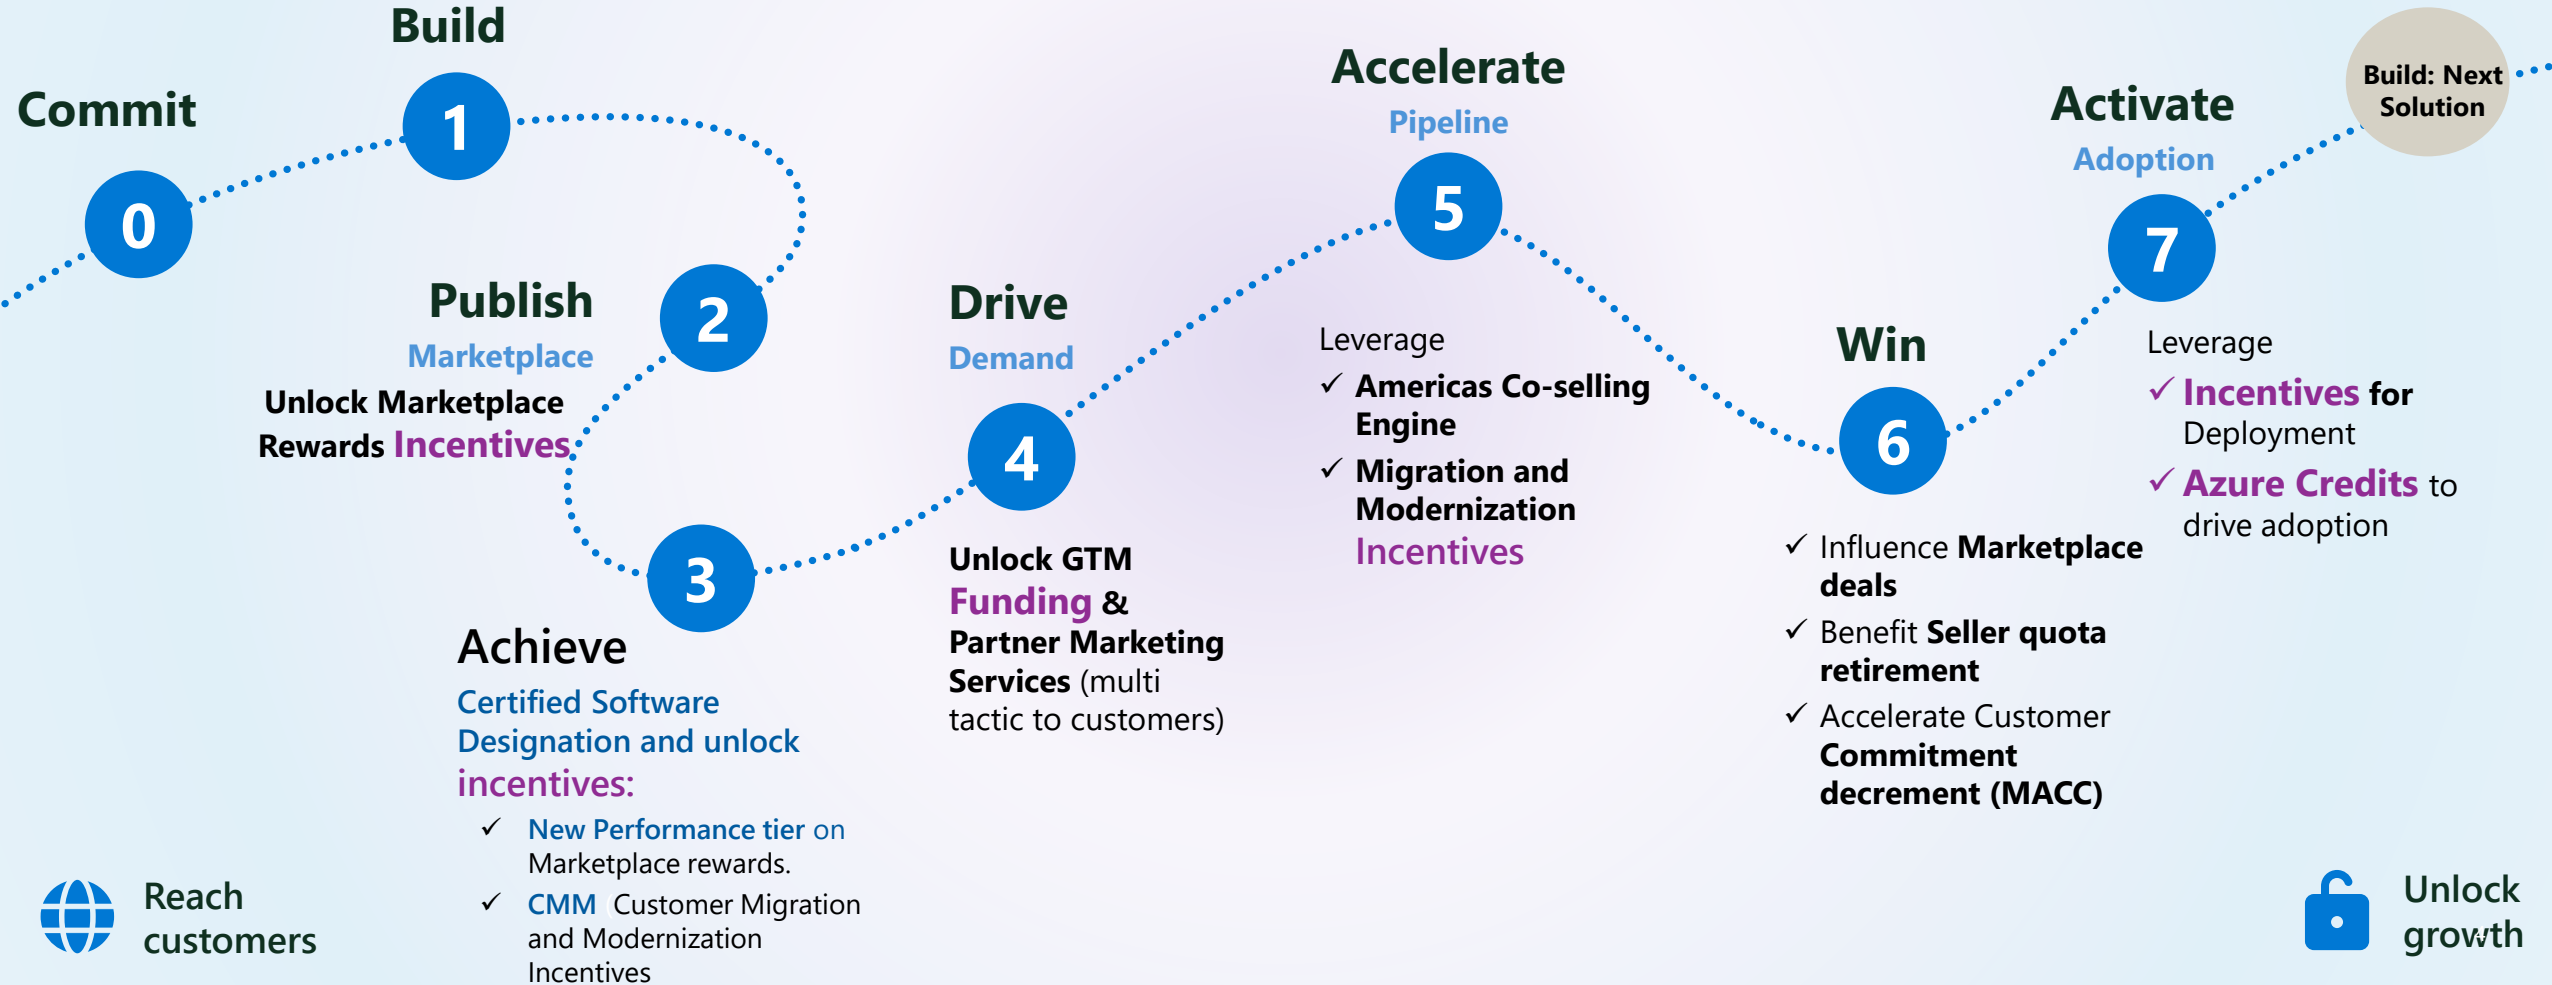 Commit
0
Build
1
Publish
Marketplace
Unlock Marketplace
Rewards Incentives
2
3
Achieve
Certified Software
Designation and unlock
incentives:
✓ New Performance tier on
Marketplace rewards.
✓ CMM (Customer Migration
and Modernization
Incentives
Drive
Demand
4
Unlock GTM
Funding &
Partner Marketing
Services (multi
tactic to customers)
Accelerate
Pipeline
5
Leverage
✓ Americas Co-selling
Engine
✓ Migration and
Modernization
Incentives
Win
6
✓ Influence Marketplace
deals
✓ Benefit Seller quota
retirement
✓ Accelerate Customer
Commitment
decrement (MACC)
Activate
Adoption
7
Leverage
✓ Incentives for
Deployment
✓ Azure Credits to
drive adoption
Build: Next
Solution
Reach
customers
Unlock
growth